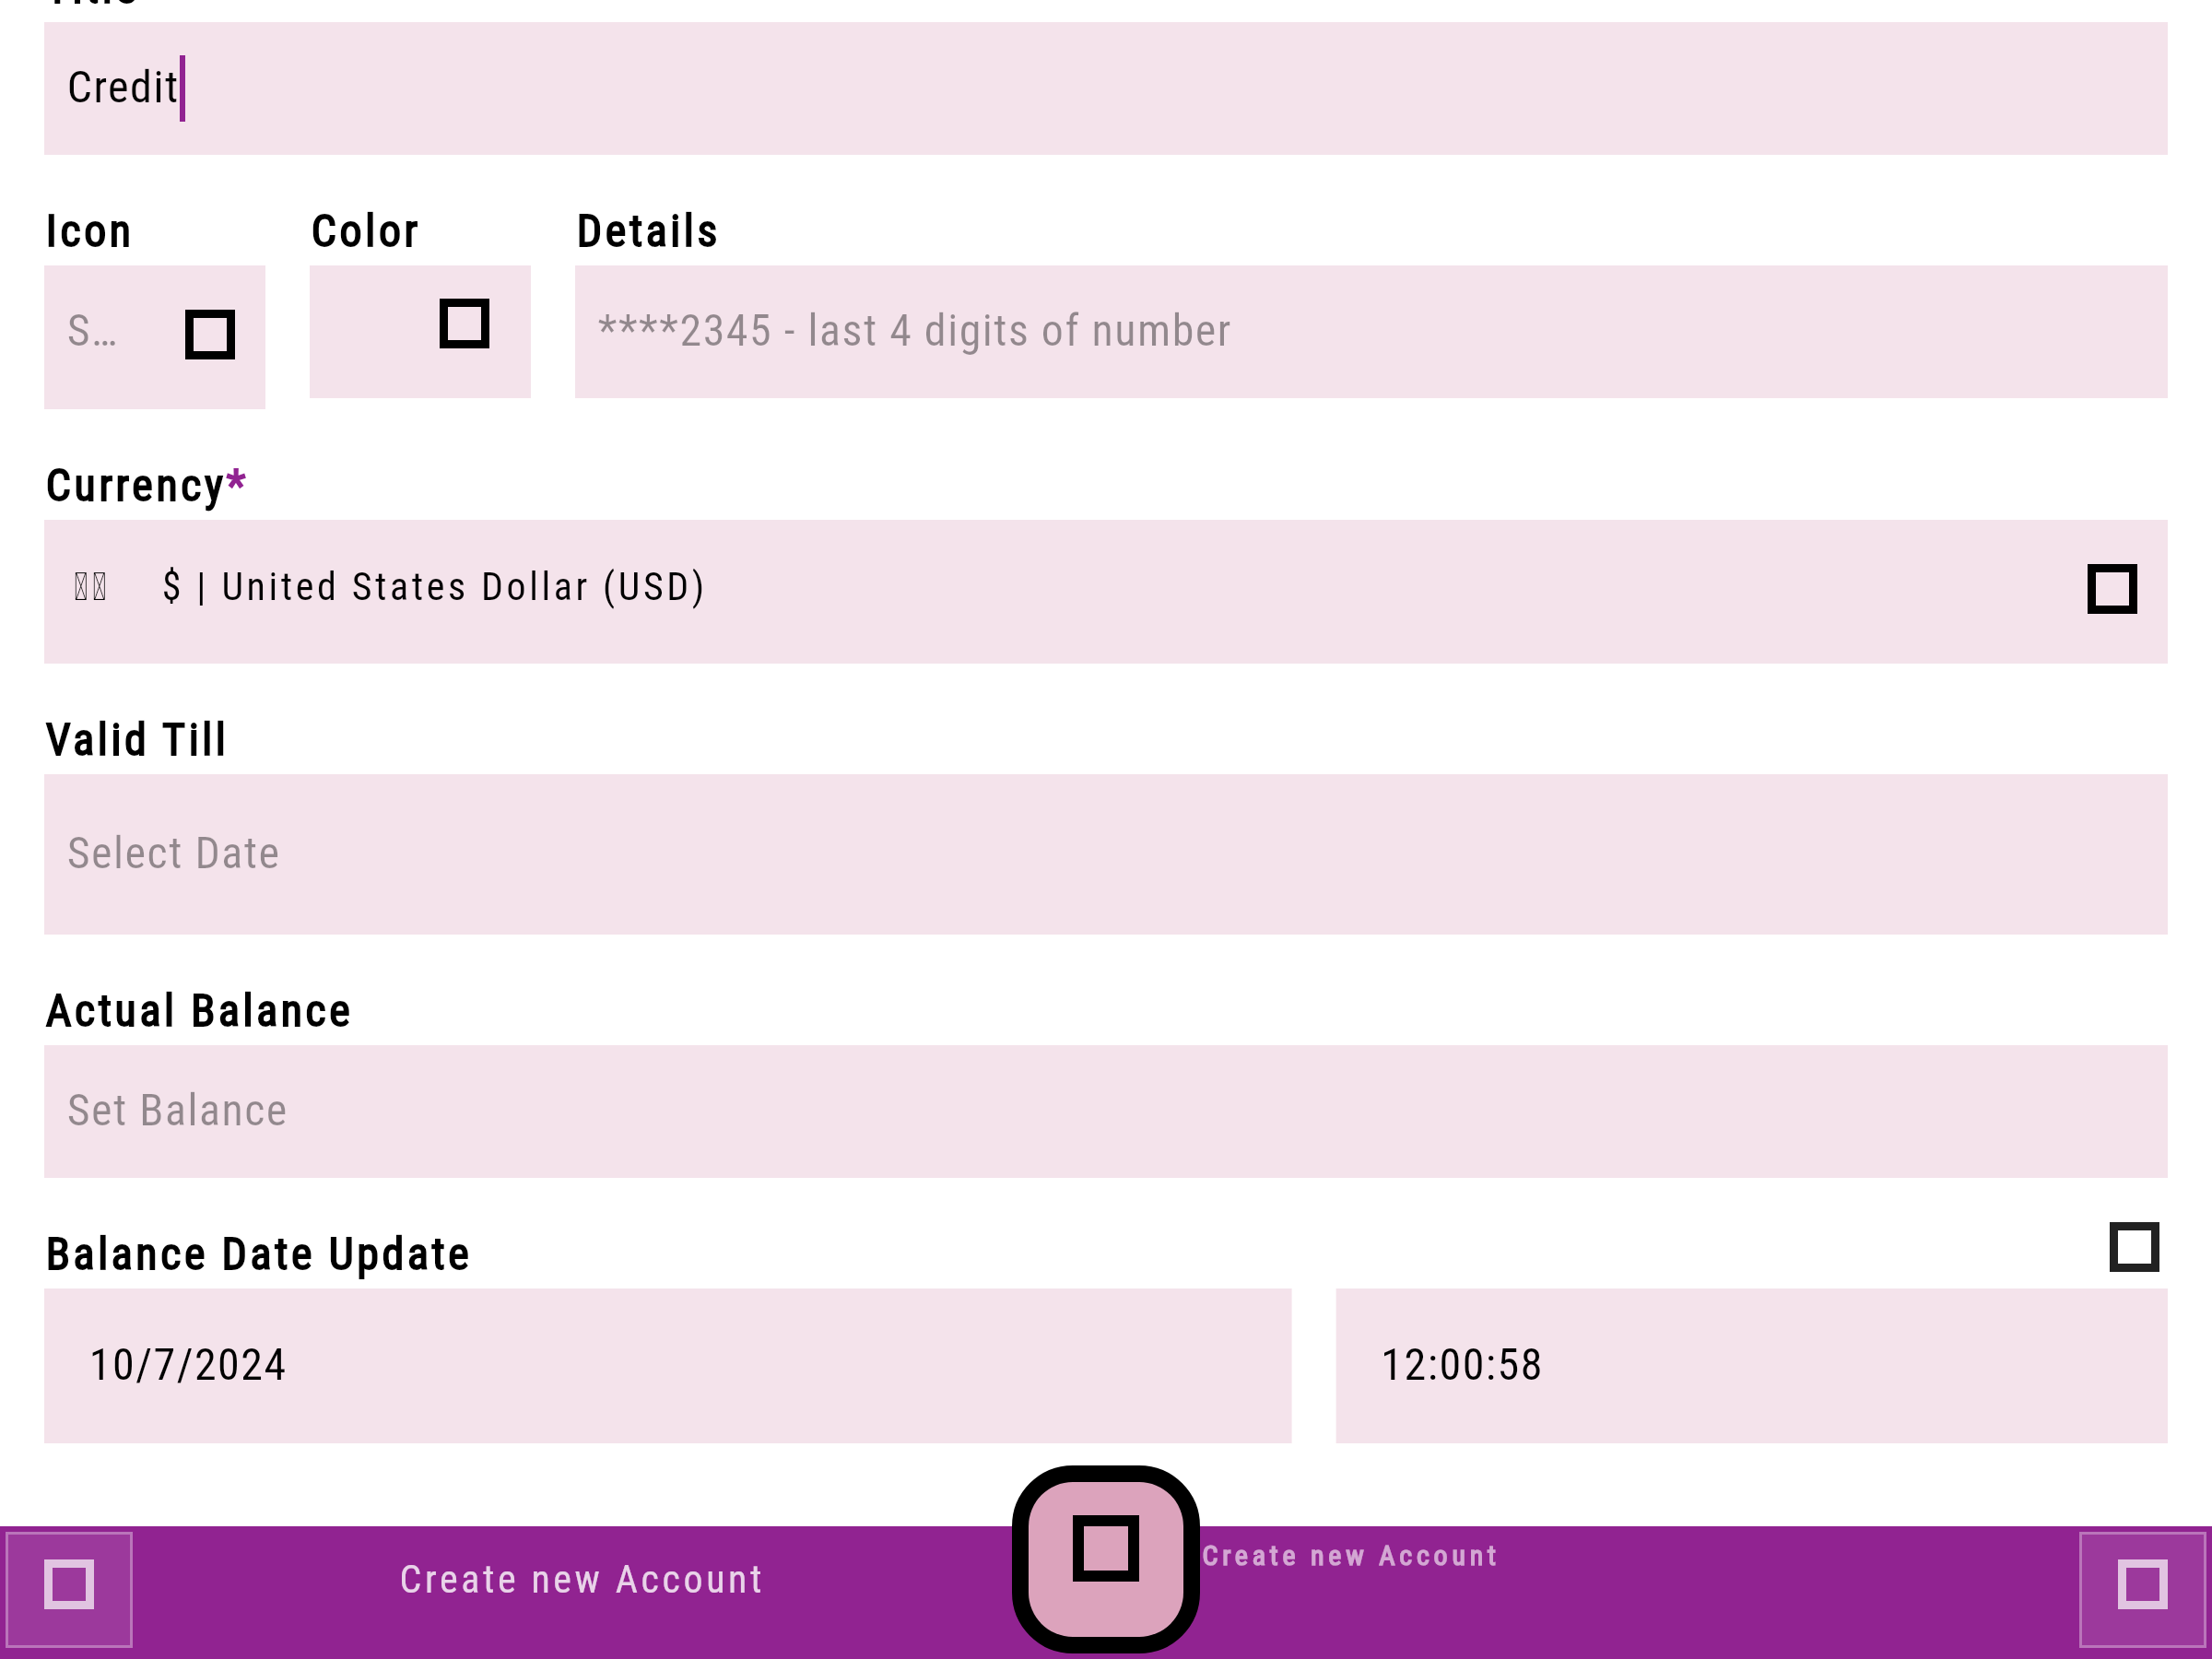 Title
Credit
Icon Color Details
S… ****2345 - last 4 digits of number
Currency*
$ | United States Dollar (USD)
Valid Till
Select Date
Actual Balance
Set Balance
Balance Date Update
10/7/2024 12:00:58
Create new Account Create new Account